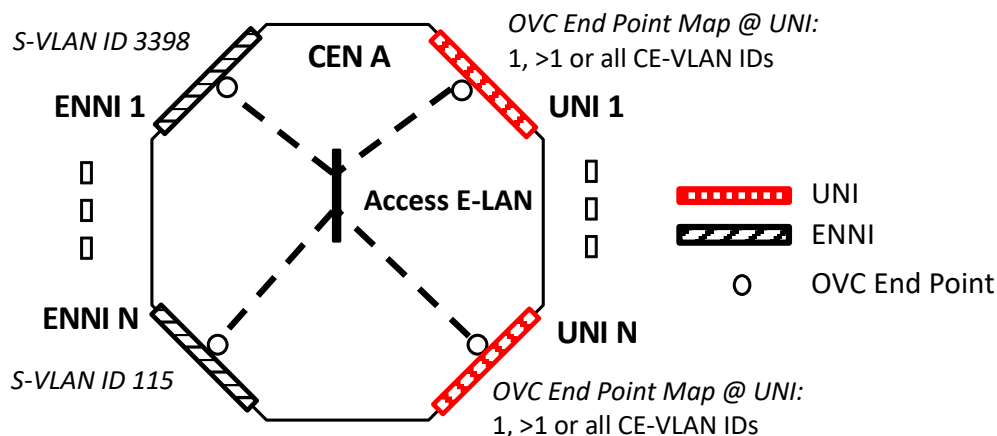 S-VLAN ID 3398
OVC End Point Map @ UNI:
1, >1 or all CE-VLAN IDs
CEN A
ENNI 1
UNI 1
Access E-LAN
UNI
ENNI
OVC End Point
ENNI N
UNI N
S-VLAN ID 115
OVC End Point Map @ UNI:
1, >1 or all CE-VLAN IDs